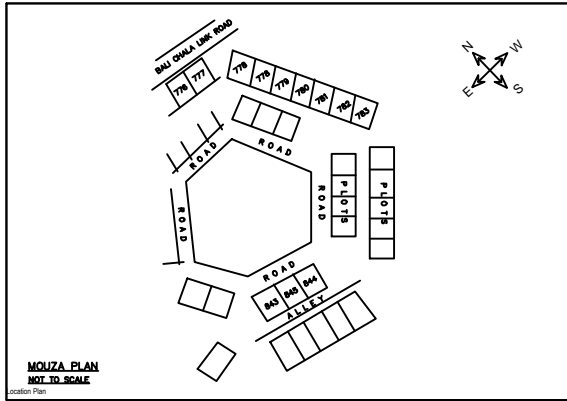 BALI CHALA LINK ROAD
776 777
778 778 779 780 781 782 783
N W
E S
ROAD
ROAD
ROAD
PLOTS
PLOTS
ROAD
ROAD
843 845 844
ALLEY
MOUZA PLAN
NOT TO SCALE
Location Plan